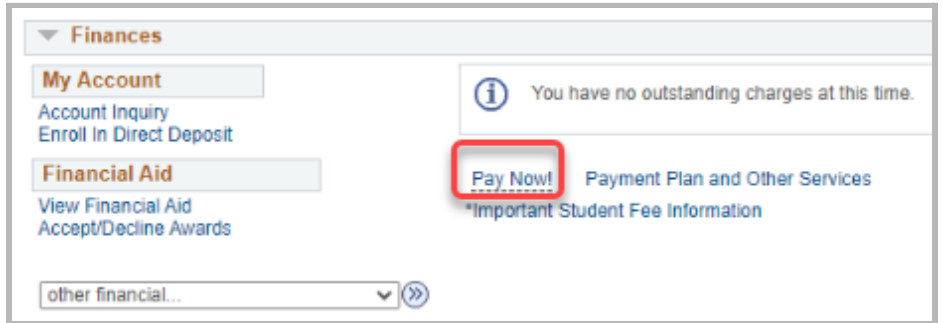 Finances
My Account
Account Inquiry
Enroll In Direct Deposit
You have no outstanding charges at this time.
Financial Aid
View Financial Aid
Accept/Decline Awards
Pay Now! Payment Plan and Other Services
*Important Student Fee Information
other financial...